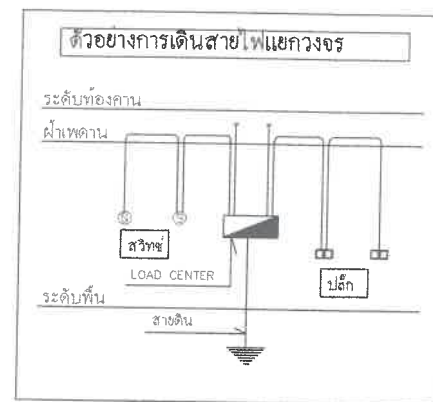 ตัวอย่างการเดินสายไฟแยกวงจร
ระดับท้องคาน
ฝ้าเพดาน
S S
สวิทช์
LOAD CENTER
ปลั๊ก
ระดับพื้น
สายดิน